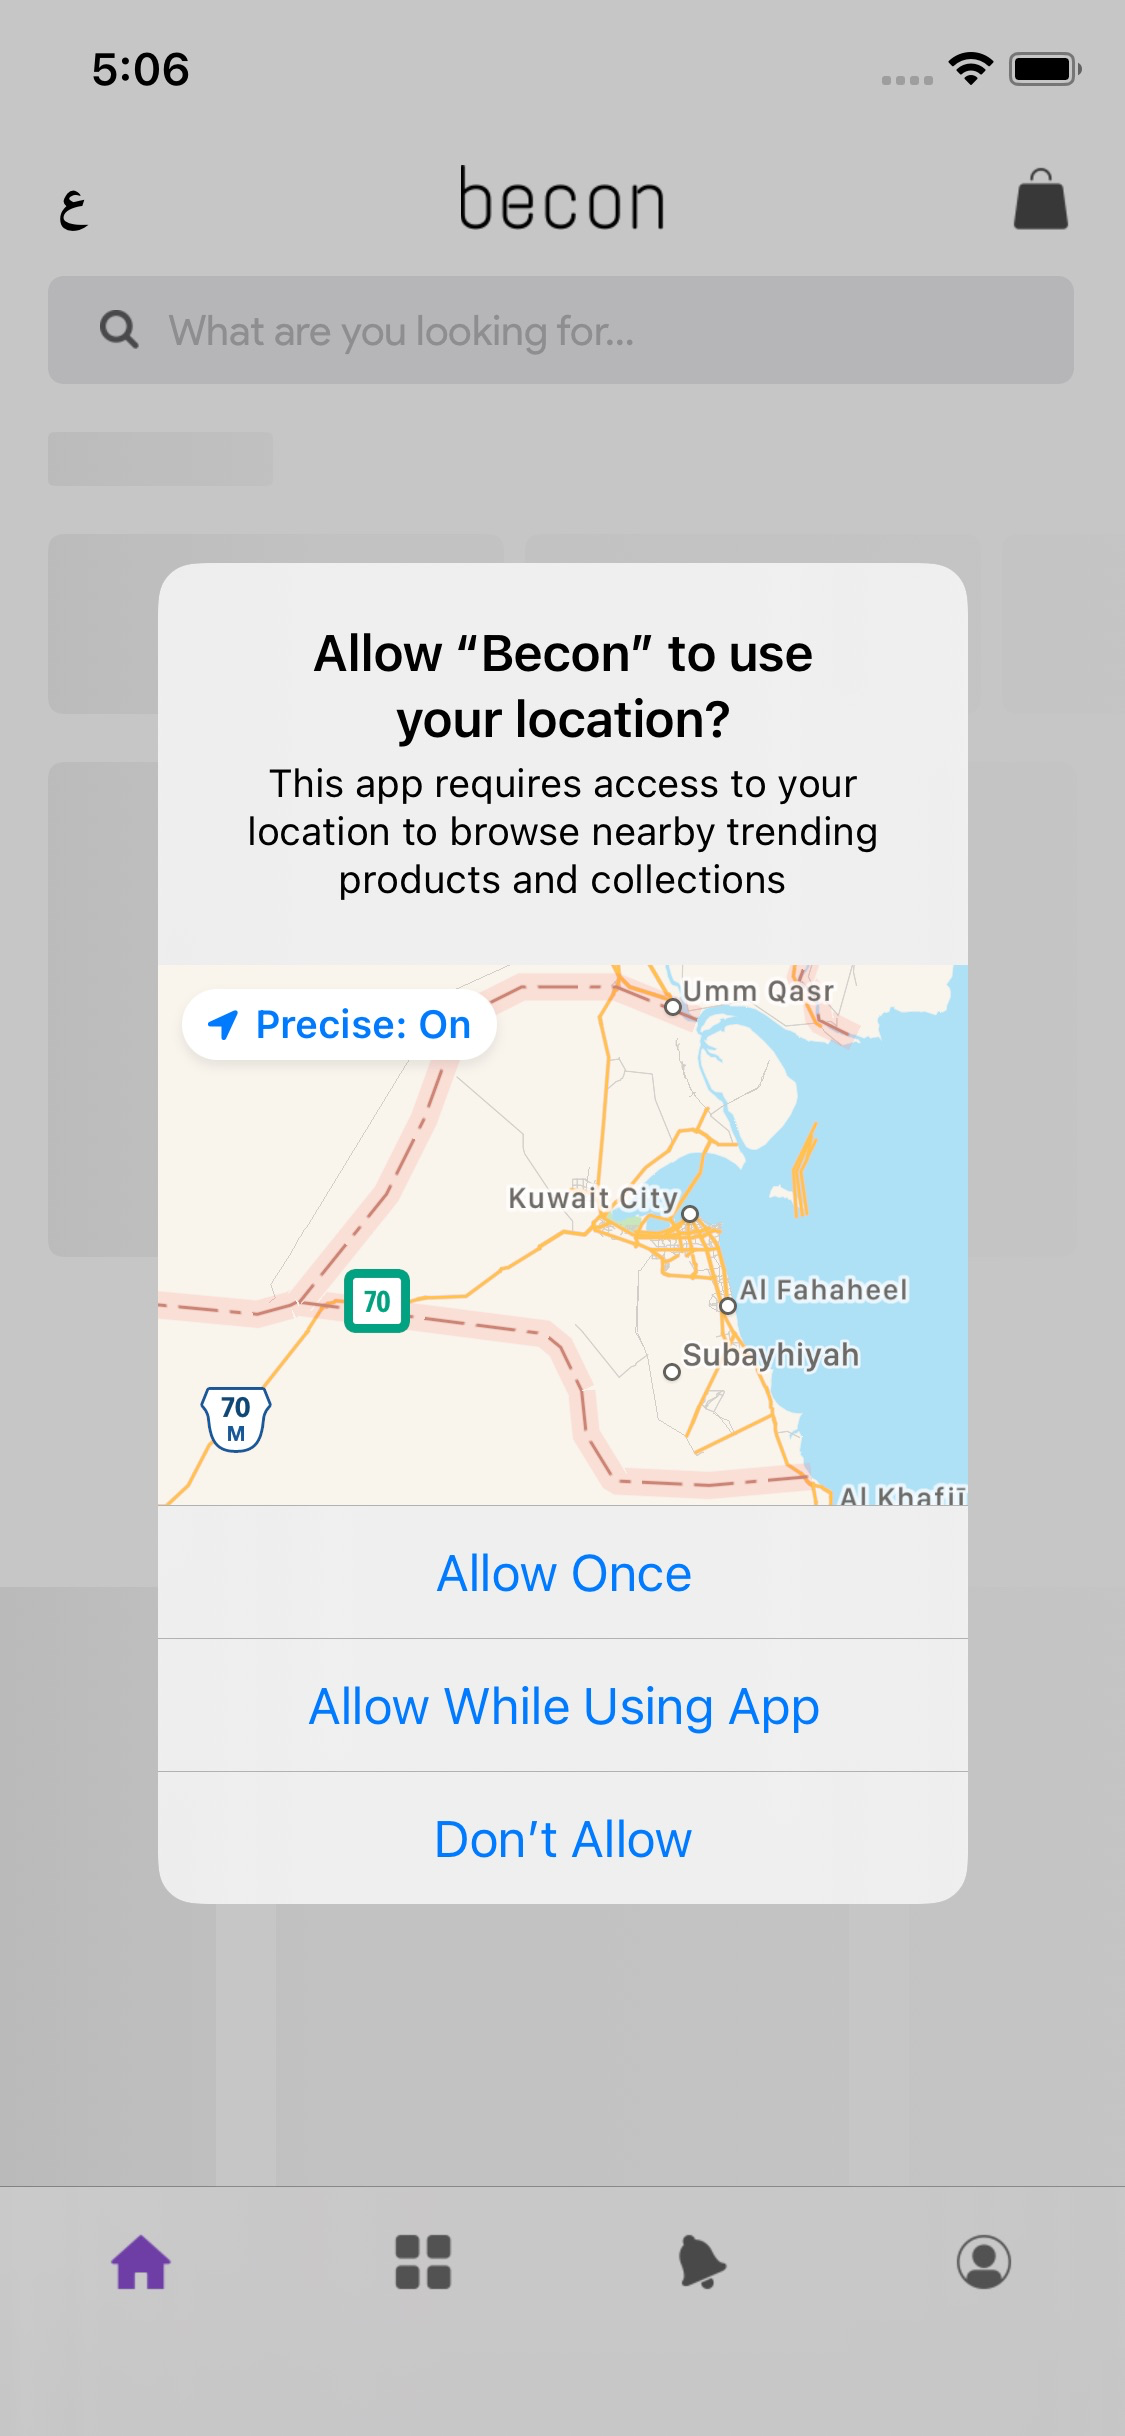 5:06
ع
becon
What are you looking for...
Allow “Becon” to use
your location?
This app requires access to your
location to browse nearby trending
products and collections
Precise: On
Umm Qasr
Kuwait City
Al Fahaheel
70
Subayhiyah
70
M
Al Khafjī
Allow Once
Allow While Using App
Don’t Allow